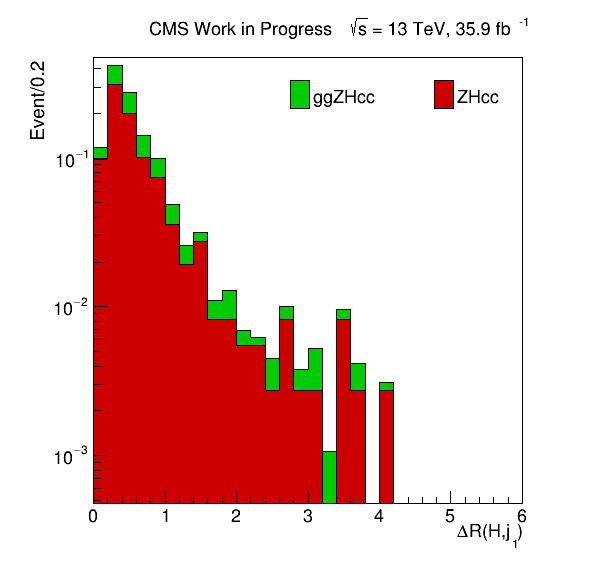 CMS Work in Progress √s = 13 TeV, 35.9 fb⁻¹
Event/0.2
ggZHcc ZHcc
10⁻¹
10⁻²
10⁻³
0 1 2 3 4 5 6
ΔR(H,j₁)